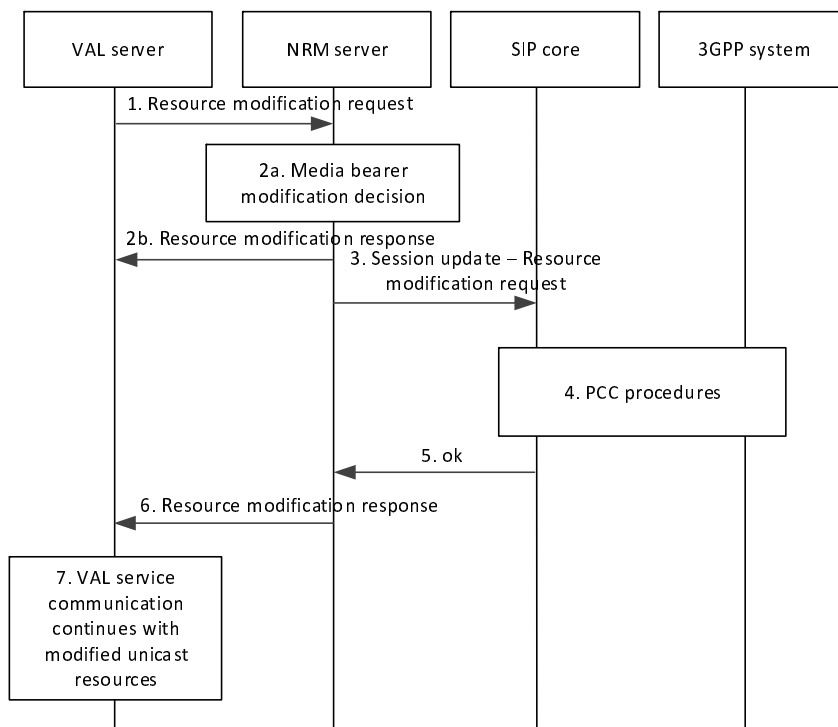 VAL server
NRM server
SIP core
3GPP system
1. Resource modification request
2a. Media bearer
modification decision
2b. Resource modification response
3. Session update – Resource
modification request
4. PCC procedures
5. ok
6. Resource modification response
7. VAL service
communication
continues with
modified unicast
resources